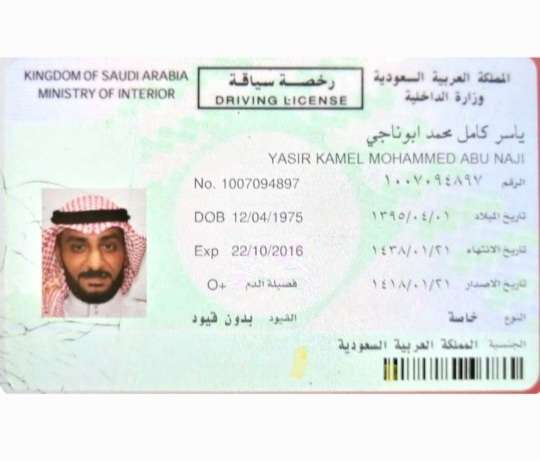 KINGDOM OF SAUDI ARABIA
MINISTRY OF INTERIOR
رخصة سياقة
DRIVING LICENSE
المملكة العربية السعودية
وزارة الداخلية
ياسر كامل محمد ابوناجي
YASIR KAMEL MOHAMMED ABU NAJI
No. 1007094897 الرقم ١٠٠٧٠٩٤٨٩٧
DOB 12/04/1975 تاريخ الميلاد ١٣٩٥/٠٤/٠١
Exp 22/10/2016 تاريخ الانتهاء ١٤٣٨/٠١/٢١
O+ فصيلة الدم تاريخ الاصدار ١٤١٨/٠١/٢١
النوع خاصة القيود بدون قيود
الجنسية المملكة العربية السعودية